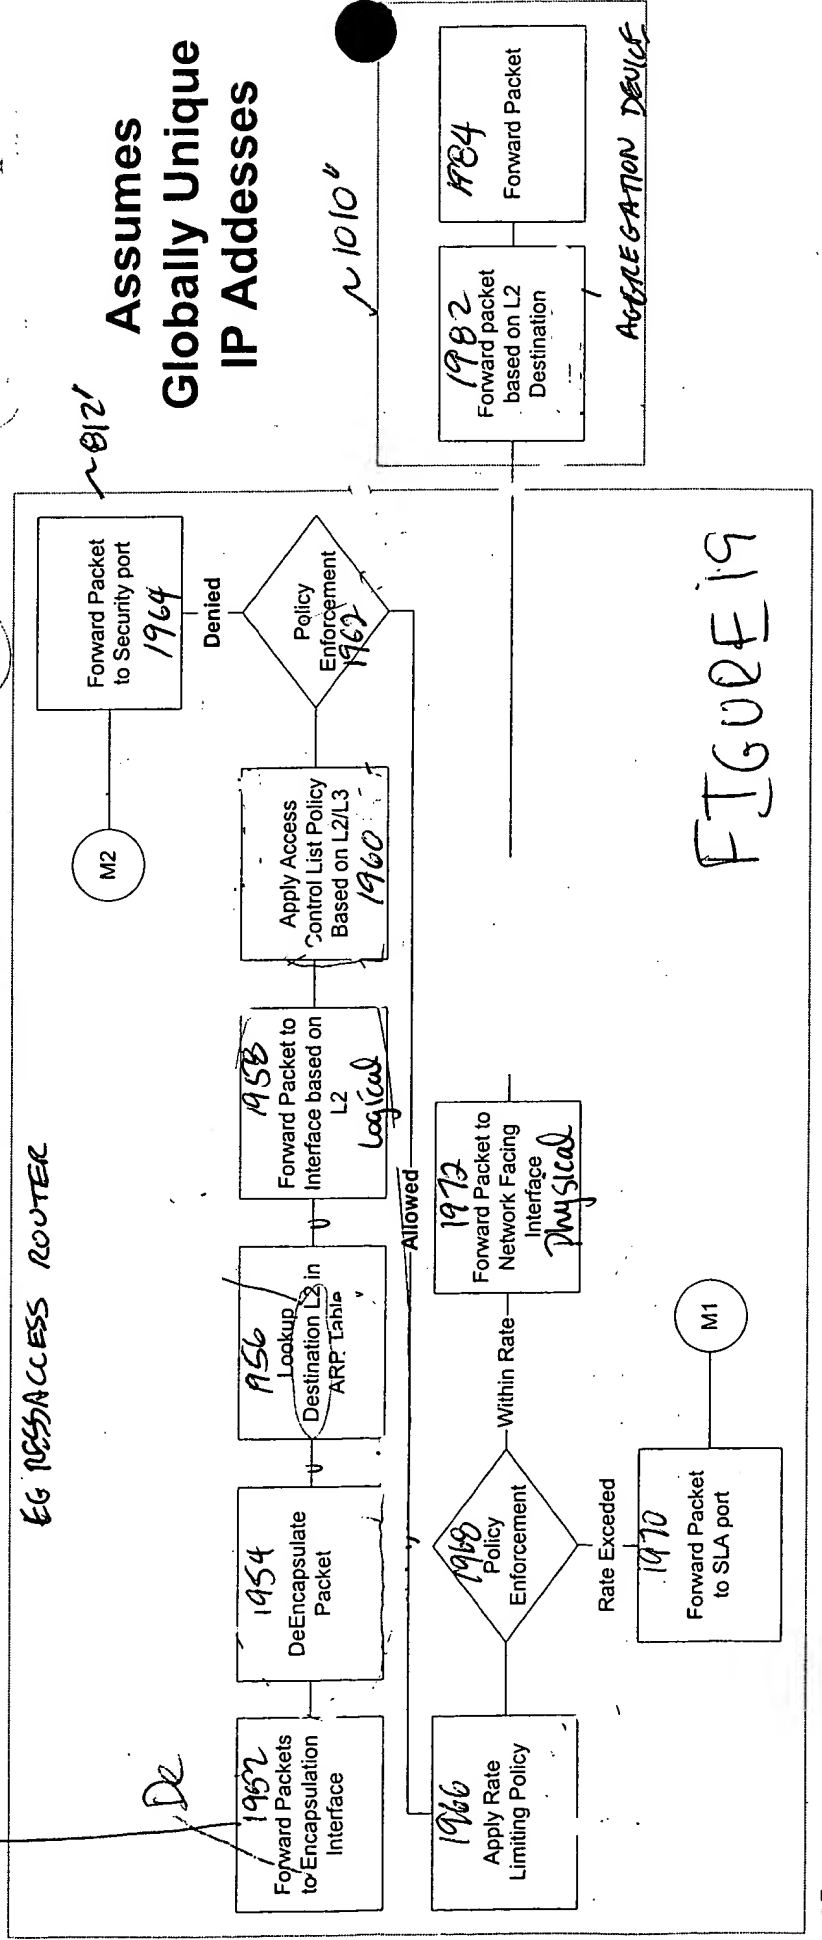 EGRESS ACCESS ROUTER
~812'
Assumes
Globally Unique
IP Addesses
De
1952
Forward Packets
to Encapsulation
Interface
1954
DeEncapsulate
Packet
1956
Lookup
Destination L2 in
ARP Table
1958
Forward Packet to
Interface based on
L2
Logical
Apply Access
Control List Policy
Based on L2/L3
1960
Policy
Enforcement
1962
Denied
Forward Packet
to Security port
1964
M2
Allowed
1966
Apply Rate
Limiting Policy
1968
Policy
Enforcement
Rate Exceded
1970
Forward Packet
to SLA port
M1
Within Rate
1972
Forward Packet to
Network Facing
Interface
Physical
~1010"
1982
Forward packet
based on L2
Destination
1984
Forward Packet
AGGREGATION DEVICE
FIGURE 19